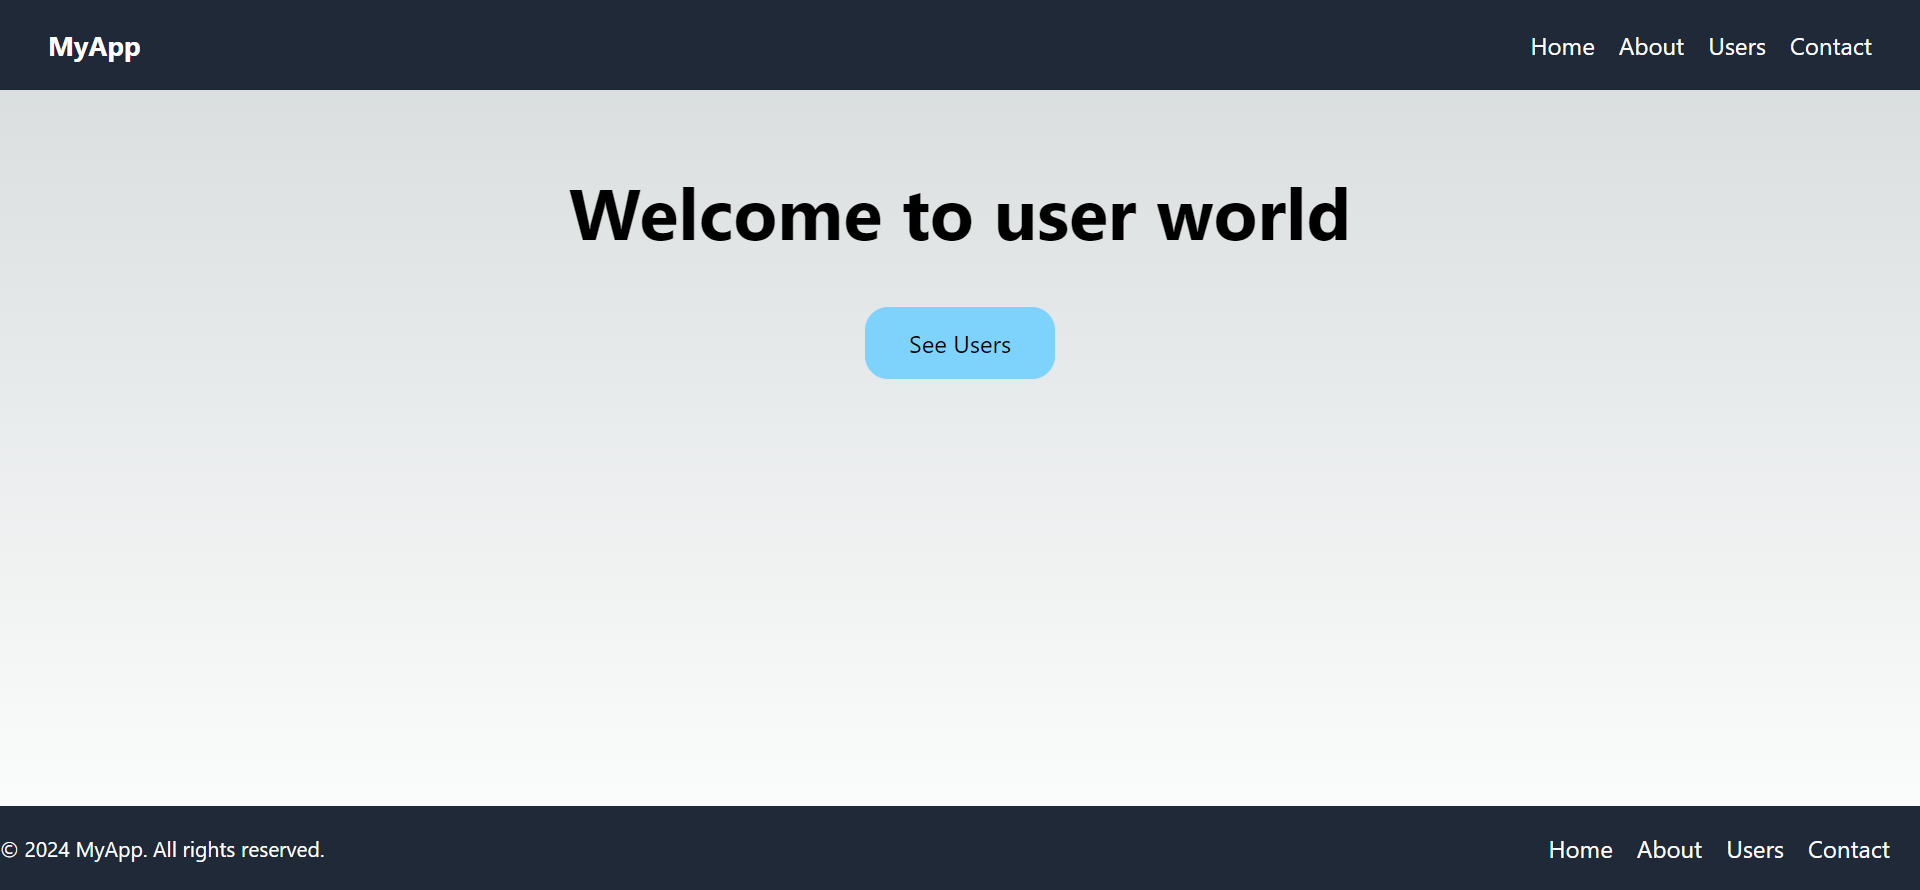 MyApp
Home About Users Contact
Welcome to user world
See Users
© 2024 MyApp. All rights reserved.
Home About Users Contact